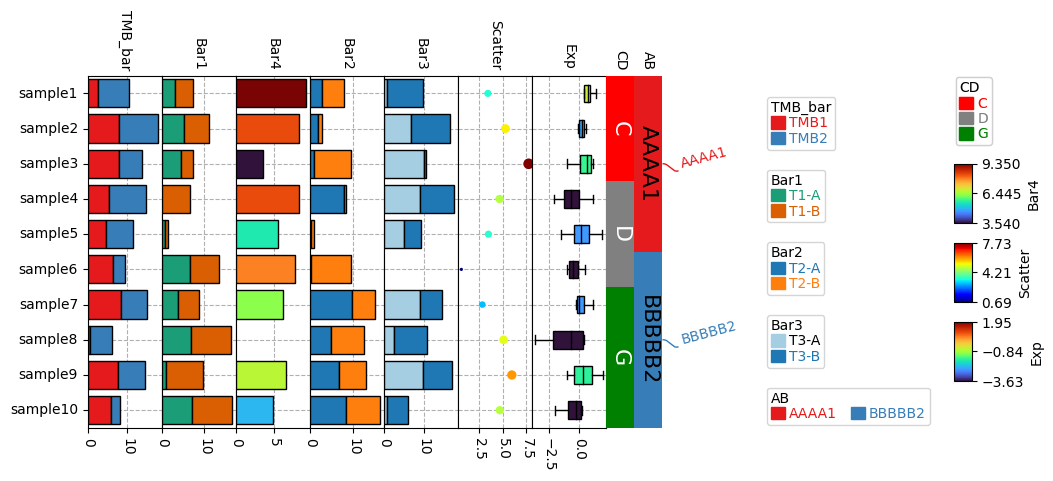 TMB_bar
Bar1
Bar4
Bar2
Bar3
Scatter
Exp
CD
AB
sample1
sample2
sample3
sample4
sample5
sample6
sample7
sample8
sample9
sample10
0
10
0
10
0
5
0
10
0
10
2.5
5.0
7.5
−2.5
0.0
C
D
G
AAAA1
BBBBB2
AAAA1
BBBBB2
TMB_bar
TMB1
TMB2
Bar1
T1-A
T1-B
Bar2
T2-A
T2-B
Bar3
T3-A
T3-B
AB
AAAA1 BBBBB2
CD
C
D
G
9.350
6.445
3.540
Bar4
7.73
4.21
0.69
Scatter
1.95
−0.84
−3.63
Exp